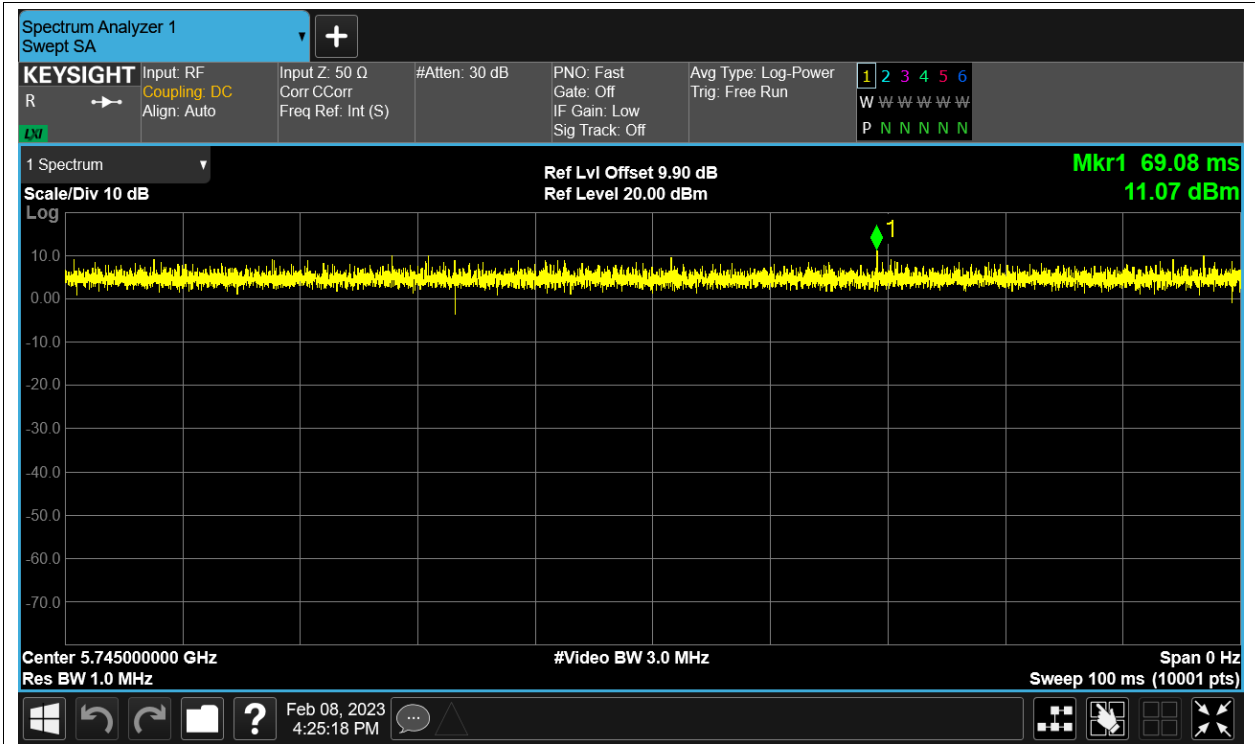 Spectrum Analyzer 1
Swept SA
+
KEYSIGHT
R
LXI
Input: RF
Coupling: DC
Align: Auto
Input Z: 50 Ω
Corr CCorr
Freq Ref: Int (S)
#Atten: 30 dB
PNO: Fast
Gate: Off
IF Gain: Low
Sig Track: Off
Avg Type: Log-Power
Trig: Free Run
1 2 3 4 5 6
W W W W W W
P N N N N N
1 Spectrum
Scale/Div 10 dB
Ref Lvl Offset 9.90 dB
Ref Level 20.00 dBm
Mkr1 69.08 ms
11.07 dBm
Log
1
10.0
0.00
-10.0
-20.0
-30.0
-40.0
-50.0
-60.0
-70.0
Center 5.745000000 GHz
#Video BW 3.0 MHz
Span 0 Hz
Res BW 1.0 MHz
Sweep 100 ms (10001 pts)
?
Feb 08, 2023
4:25:18 PM